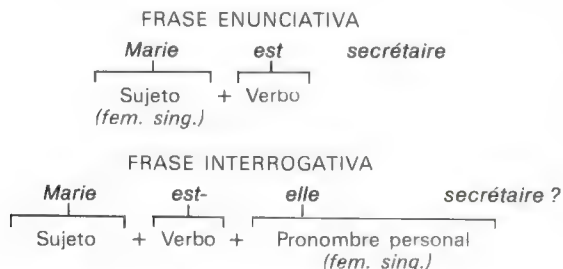 FRASE ENUNCIATIVA
Marie est secrétaire
Sujeto + Verbo
(fem. sing.)
FRASE INTERROGATIVA
Marie est- elle secrétaire ?
Sujeto + Verbo + Pronombre personal
(fem. sing.)